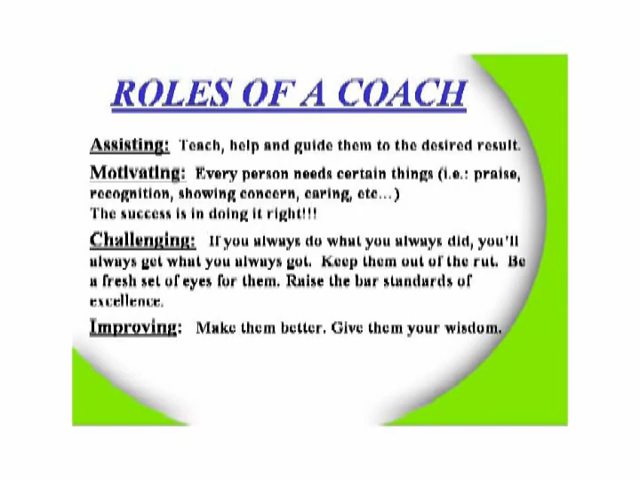 ROLES OF A COACH
Assisting: Teach, help and guide them to the desired result.
Motivating: Every person needs certain things (i.e.: praise,
recognition, showing concern, caring, etc...)
The success is in doing it right!!!
Challenging: If you always do what you always did, you'll
always get what you always got. Keep them out of the rut. Be
a fresh set of eyes for them. Raise the bar standards of
excellence.
Improving: Make them better. Give them your wisdom.